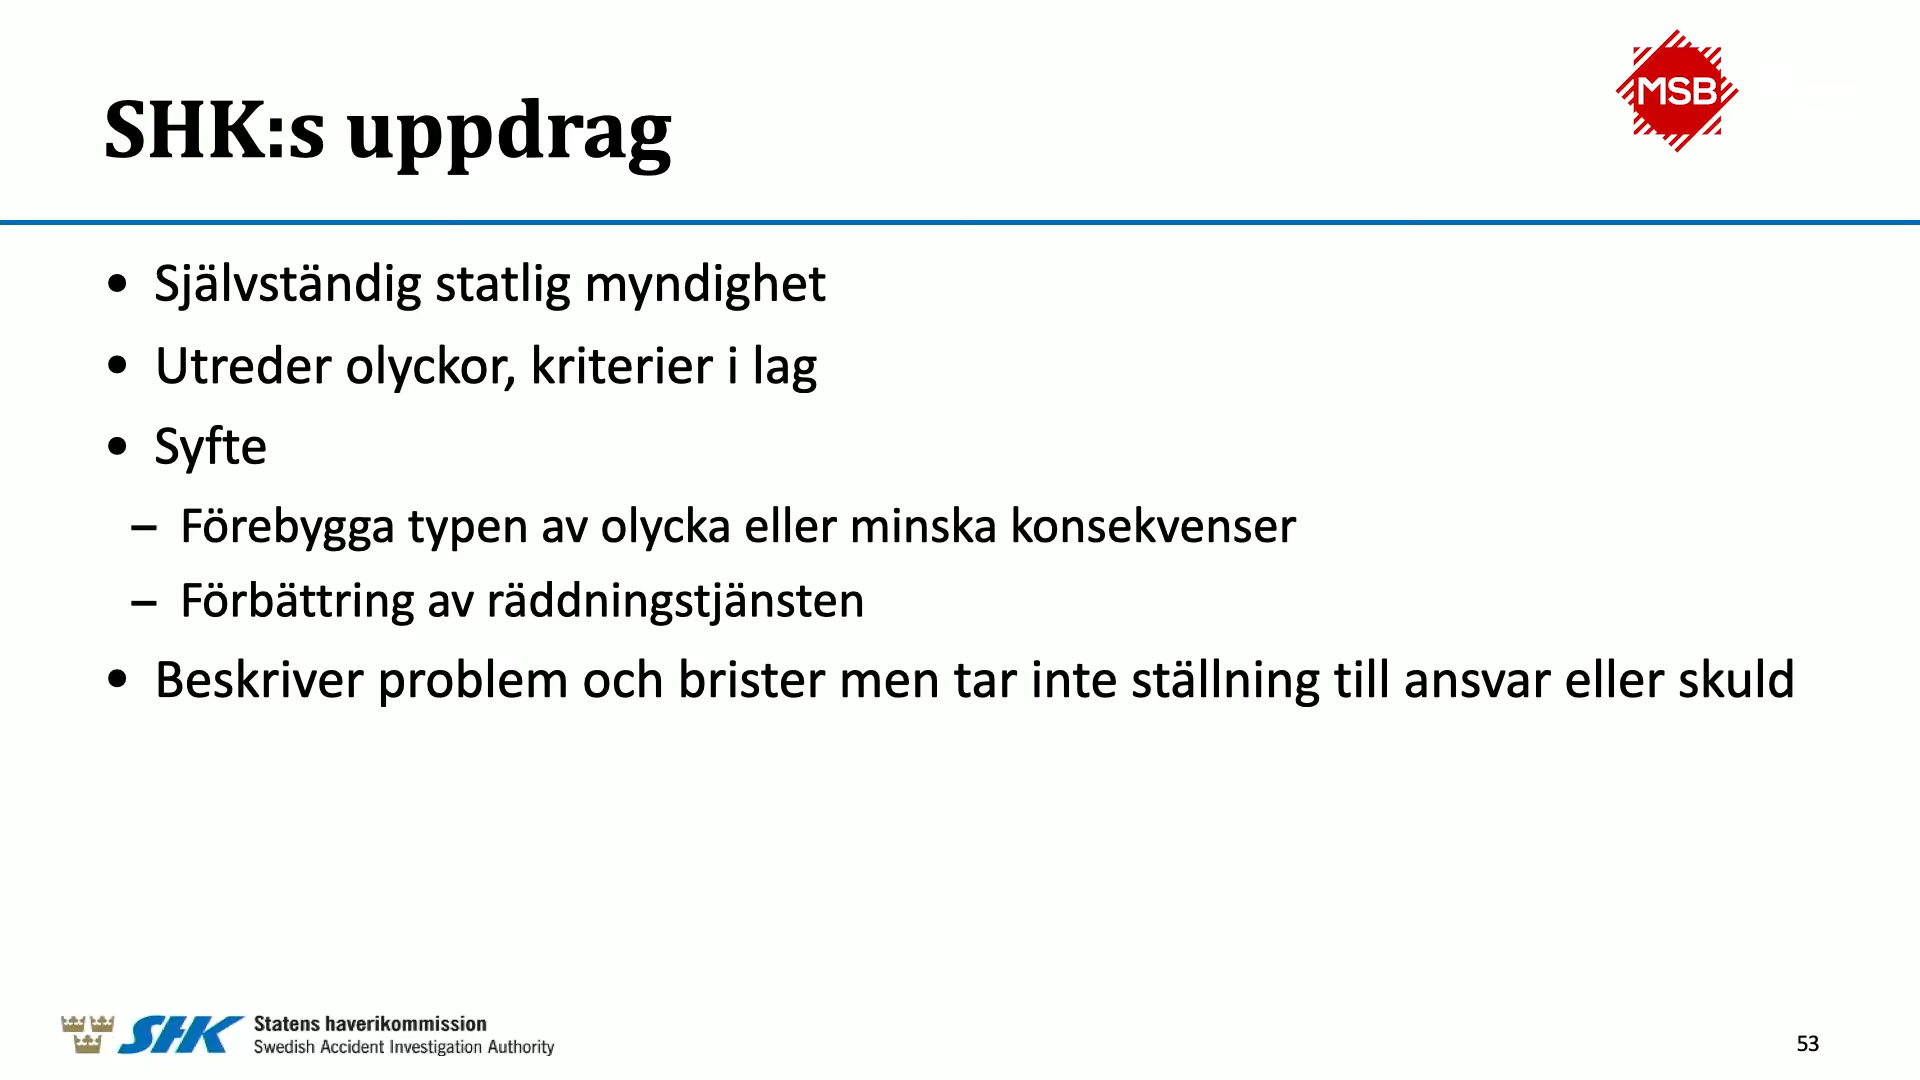 MSB
SHK:s uppdrag
• Självständig statlig myndighet
• Utreder olyckor, kriterier i lag
• Syfte
– Förebygga typen av olycka eller minska konsekvenser
– Förbättring av räddningstjänsten
• Beskriver problem och brister men tar inte ställning till ansvar eller skuld
SHK
Statens haverikommission
Swedish Accident Investigation Authority
53